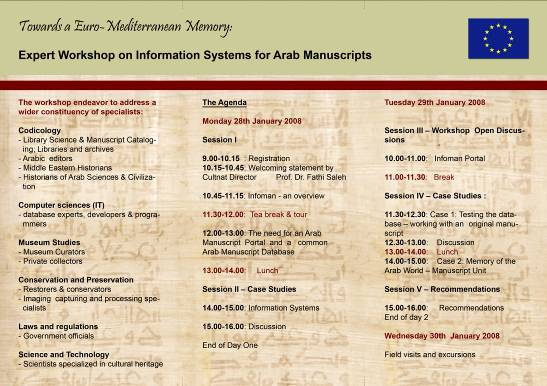 Towards a Euro-Mediterranean Memory:
Expert Workshop on Information Systems for Arab Manuscripts
The workshop endeavor to address a
wider constituency of specialists:
Codicology
- Library Science & Manuscript Catalog-
ing; Libraries and archives
- Arabic editors
- Middle Eastern Historians
- Historians of Arab Sciences & Civiliza-
tion
Computer sciences (IT)
- database experts, developers & progra-
mmers
Museum Studies
- Museum Curators
- Private collectors
Conservation and Preservation
- Restorers & conservators
- Imaging capturing and processing spe-
cialists
Laws and regulations
- Government officials
Science and Technology
- Scientists specialized in cultural heritage
The Agenda
Monday 28th January 2008
Session I
9.00-10.15 : Registration
10.15-10.45: Welcoming statement by
Cultnat Director Prof. Dr. Fathi Saleh
10.45-11.15: Infoman - an overview
11.30-12.00: Tea break & tour
12.00-13.00: The need for an Arab
Manuscript Portal and a common
Arab Manuscript Database
13.00-14.00: Lunch
Session II – Case Studies
14.00-15.00: Information Systems
15.00-16.00: Discussion
End of Day One
Tuesday 29th January 2008
Session III – Workshop Open Discus-
sions
10.00-11.00: Infoman Portal
11.00-11.30: Break
Session IV – Case Studies :
11.30-12.30: Case 1: Testing the data-
base – working with an original manu-
script
12.30-13.00: Discussion
13.00-14.00: Lunch
14.00-15.00: Case 2: Memory of the
Arab World – Manuscript Unit
Session V – Recommendations
15.00-16.00: Recommendations
End of day 2
Wednesday 30th January 2008
Field visits and excursions